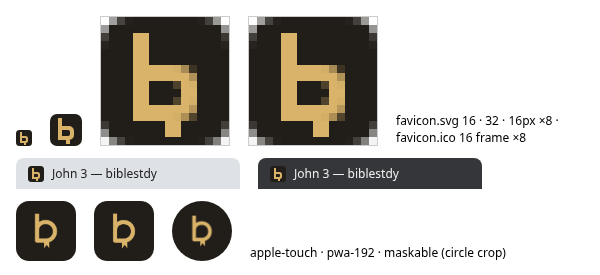 favicon.svg 16 · 32 · 16px ×8 ·
favicon.ico 16 frame ×8
John 3 — biblestdy
John 3 — biblestdy
apple-touch · pwa-192 · maskable (circle crop)